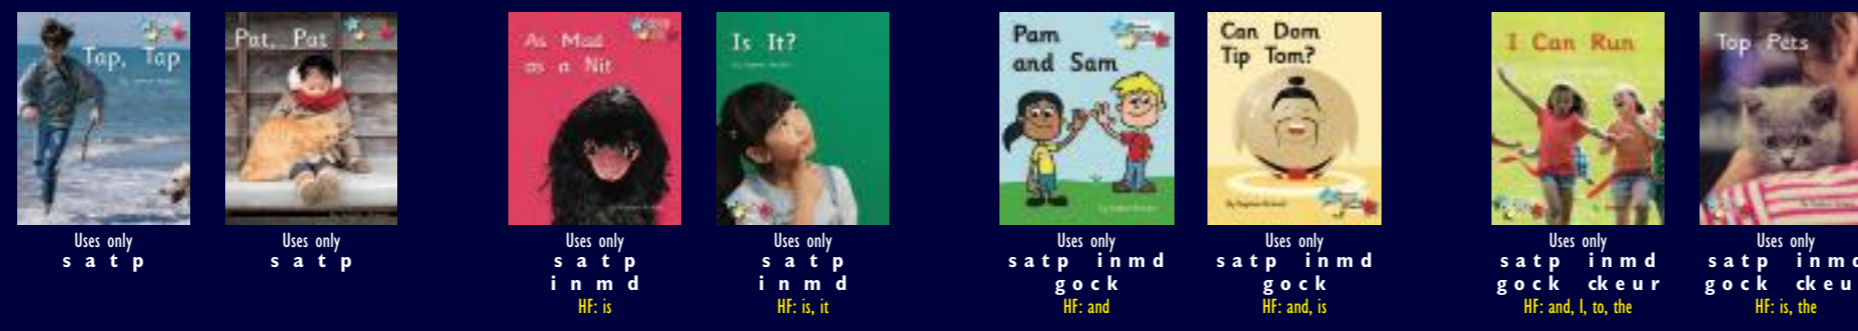 Tap, Tap
Uses only
s a t p
Pat, Pat
Uses only
s a t p
As Mad
as a Nit
Uses only
s a t p
i n m d
HF: is
Is It?
Uses only
s a t p
i n m d
HF: is, it
Pam
and Sam
Uses only
s a t p i n m d
g o c k
HF: and
Can Dom
Tip Tom?
Uses only
s a t p i n m d
g o c k
HF: and, is
I Can Run
Uses only
s a t p i n m d
g o c k ck e u r
HF: and, I, to, the
Top Pets
Uses only
s a t p i n m
g o c k ck e u
HF: is, the